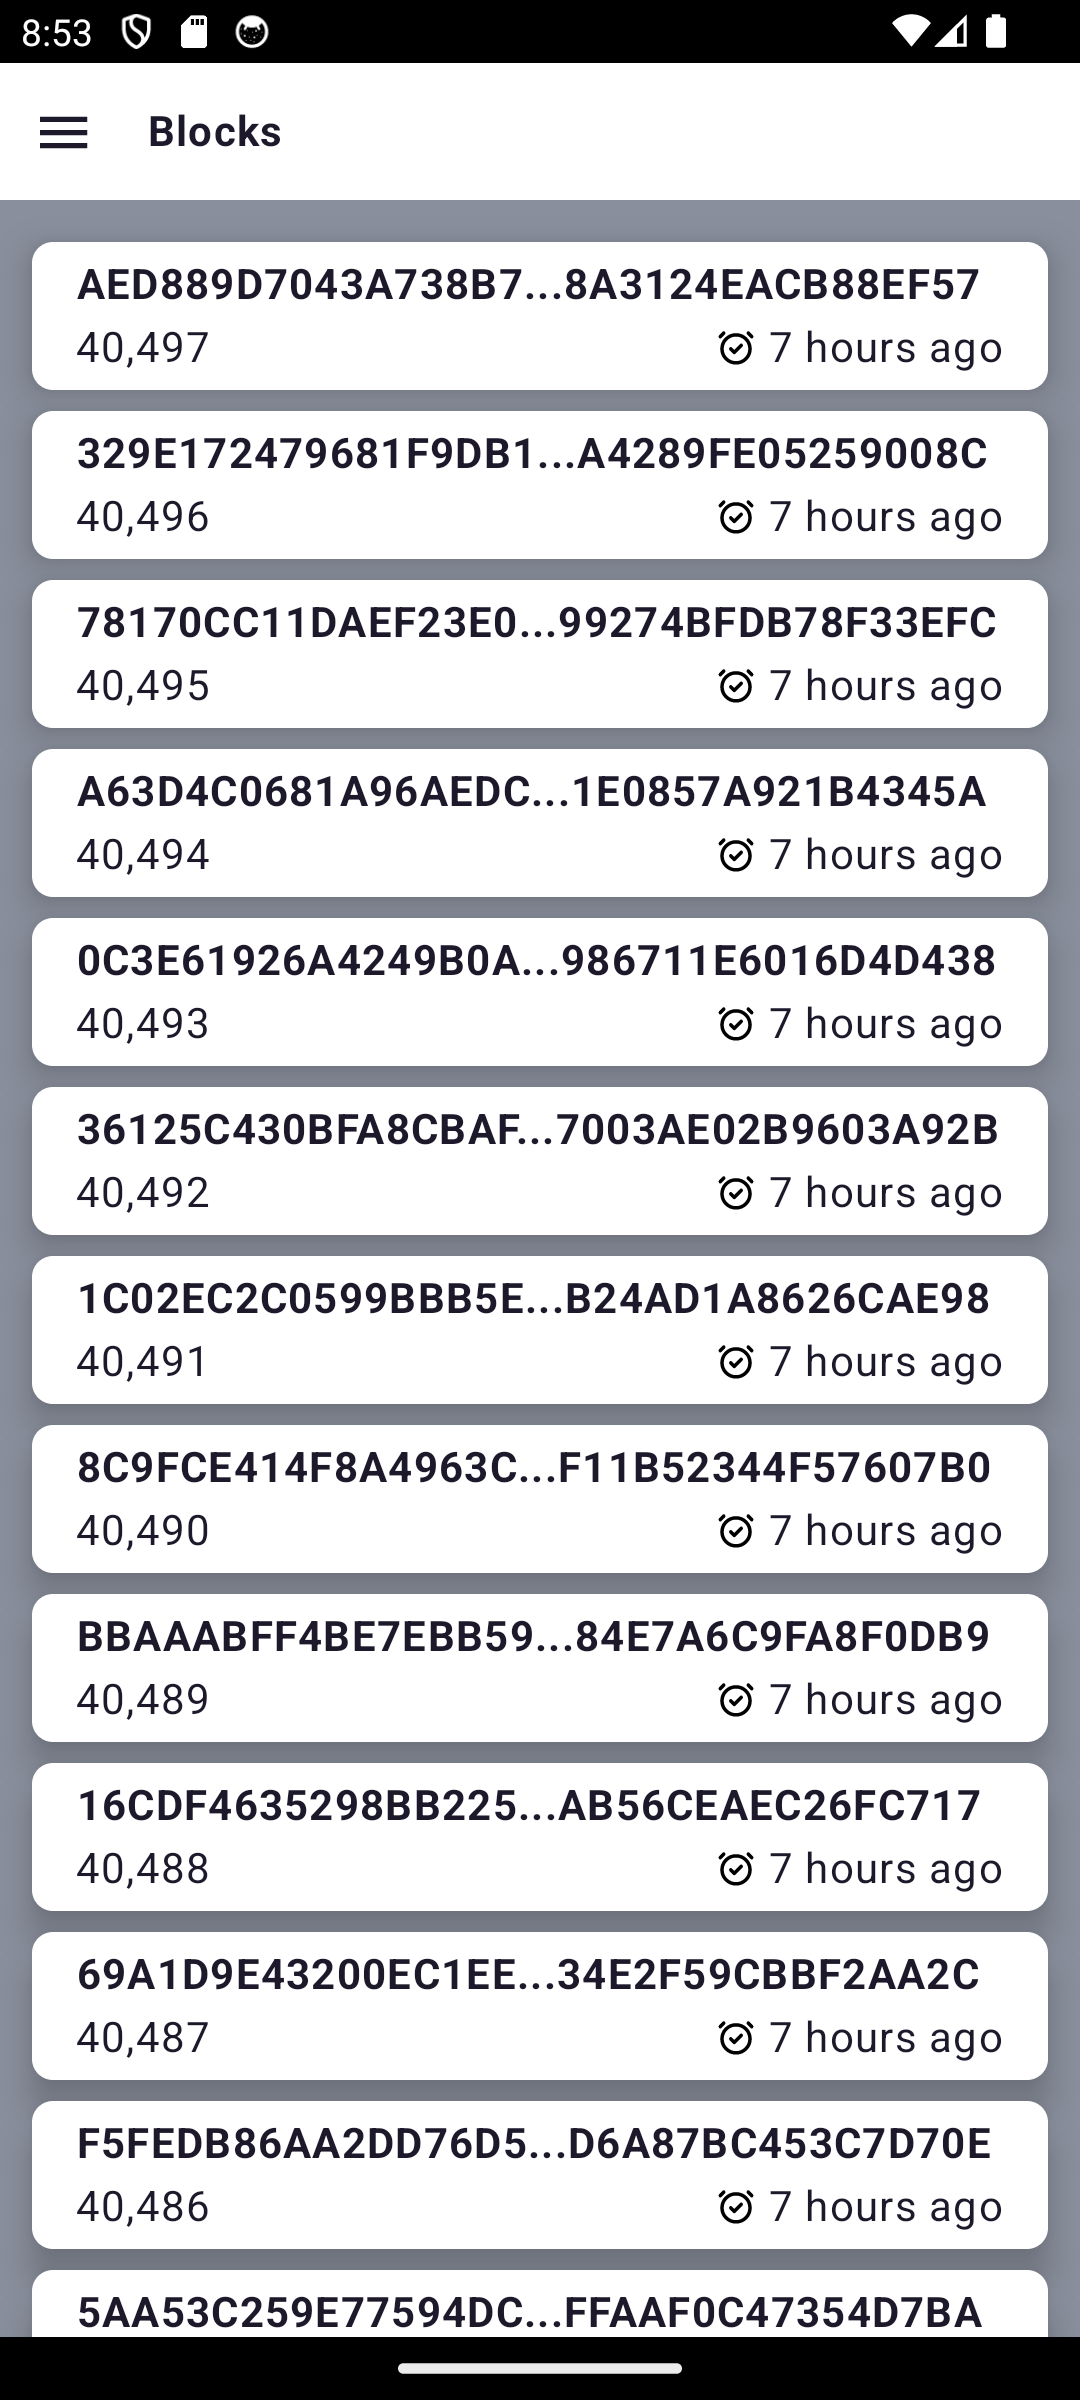 8:53
Blocks
AED889D7043A738B7...8A3124EACB88EF57
40,497 7 hours ago
329E172479681F9DB1...A4289FE05259008C
40,496 7 hours ago
78170CC11DAEF23E0...99274BFDB78F33EFC
40,495 7 hours ago
A63D4C0681A96AEDC...1E0857A921B4345A
40,494 7 hours ago
0C3E61926A4249B0A...986711E6016D4D438
40,493 7 hours ago
36125C430BFA8CBAF...7003AE02B9603A92B
40,492 7 hours ago
1C02EC2C0599BBB5E...B24AD1A8626CAE98
40,491 7 hours ago
8C9FCE414F8A4963C...F11B52344F57607B0
40,490 7 hours ago
BBAAABFF4BE7EBB59...84E7A6C9FA8F0DB9
40,489 7 hours ago
16CDF4635298BB225...AB56CEAEC26FC717
40,488 7 hours ago
69A1D9E43200EC1EE...34E2F59CBBF2AA2C
40,487 7 hours ago
F5FEDB86AA2DD76D5...D6A87BC453C7D70E
40,486 7 hours ago
5AA53C259E77594DC...FFAAF0C47354D7BA